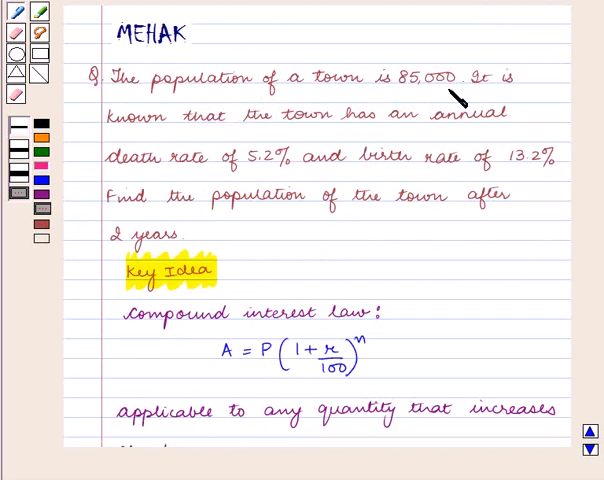 MEHAK
Q. The population of a town is 85,000. It is
known that the town has an annual
death rate of 5.2% and birth rate of 13.2%
Find the population of the town after
2 years.
Key Idea
Compound interest law:
A = P (1 + r/100)^n
applicable to any quantity that increases